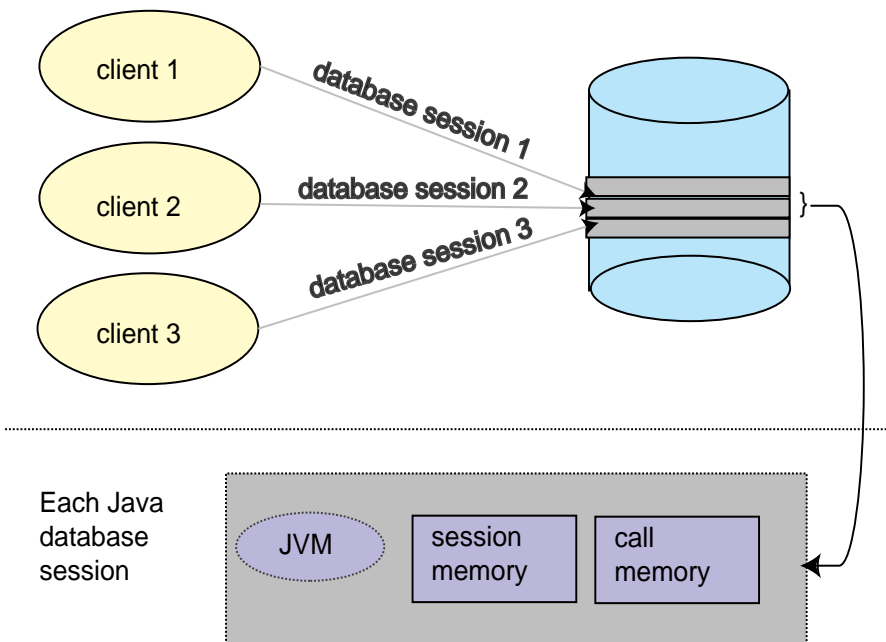 client 1
database session 1
client 2
database session 2
}
database session 3
client 3
Each Java
database
session
JVM
session
memory
call
memory